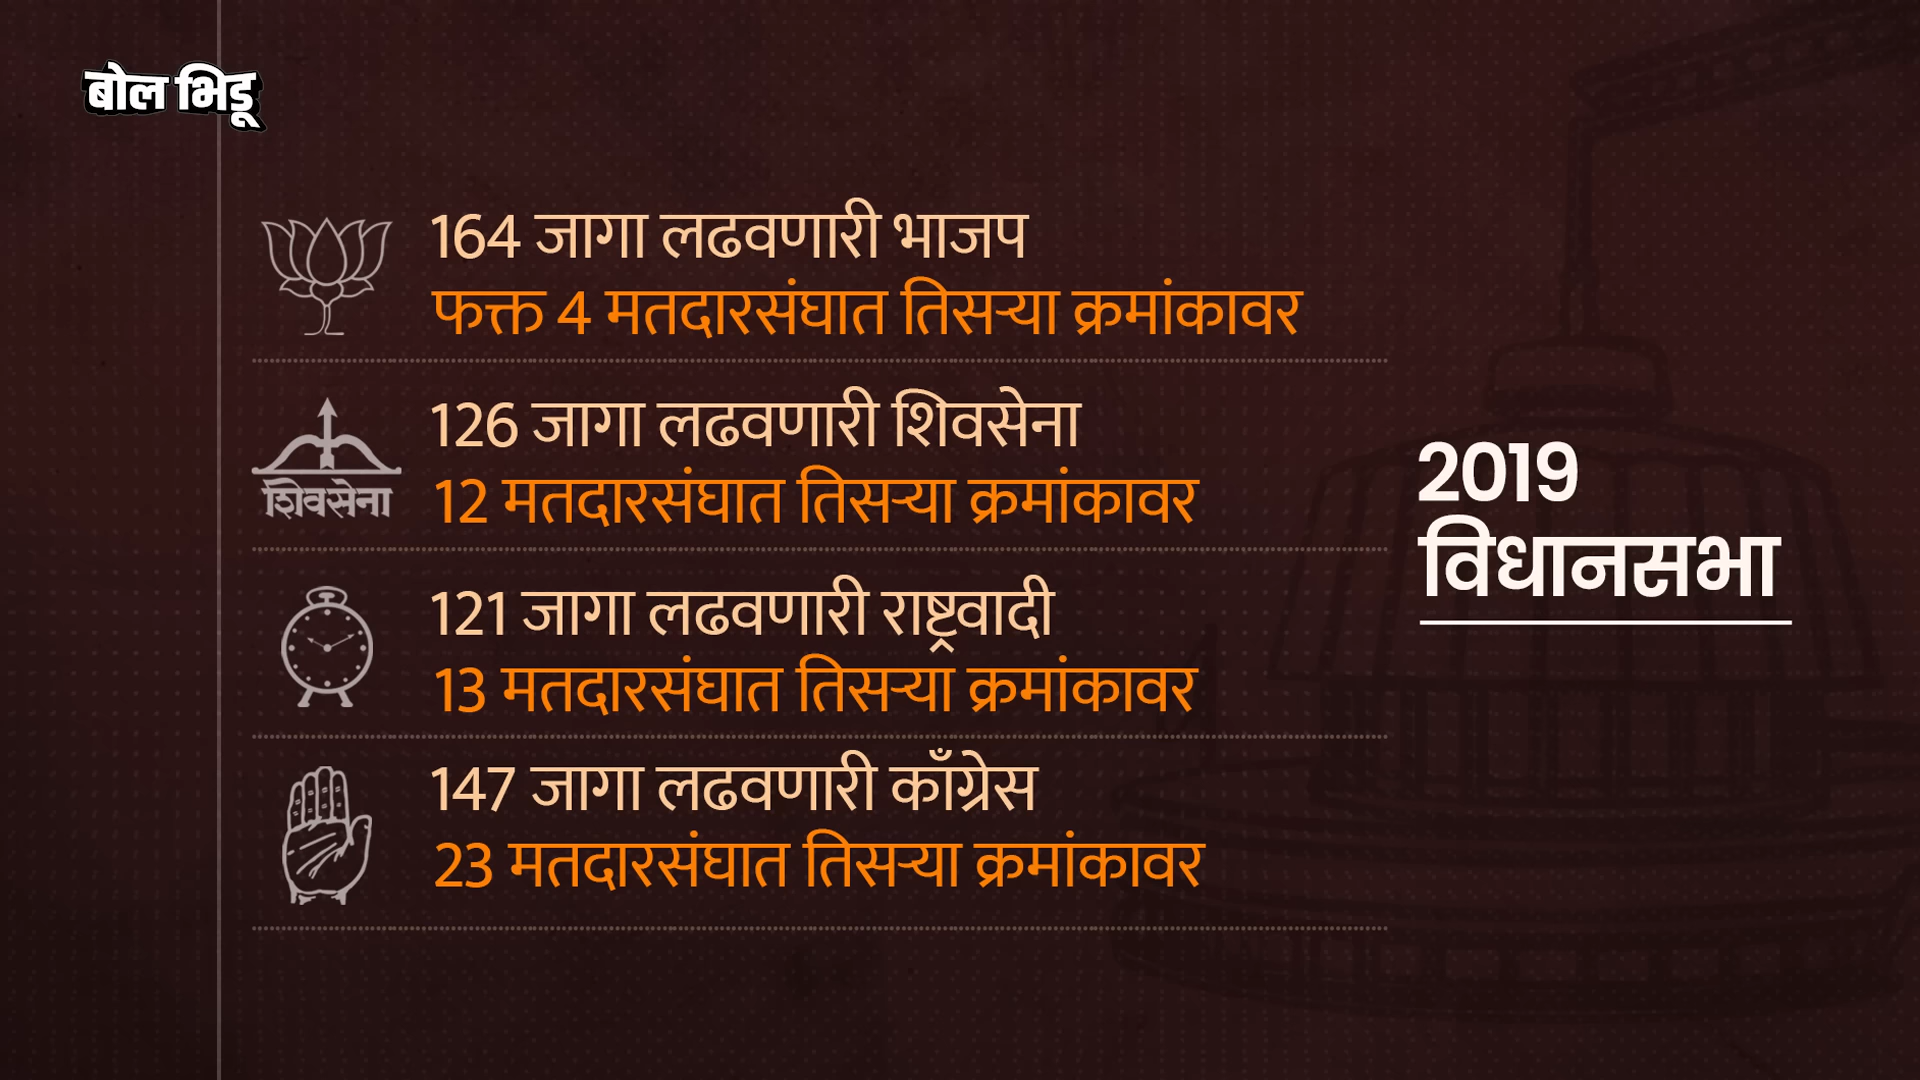 बोल भिडू
164 जागा लढवणारी भाजप
फक्त 4 मतदारसंघात तिसऱ्या क्रमांकावर
शिवसेना
126 जागा लढवणारी शिवसेना
12 मतदारसंघात तिसऱ्या क्रमांकावर
121 जागा लढवणारी राष्ट्रवादी
13 मतदारसंघात तिसऱ्या क्रमांकावर
147 जागा लढवणारी काँग्रेस
23 मतदारसंघात तिसऱ्या क्रमांकावर
2019
विधानसभा